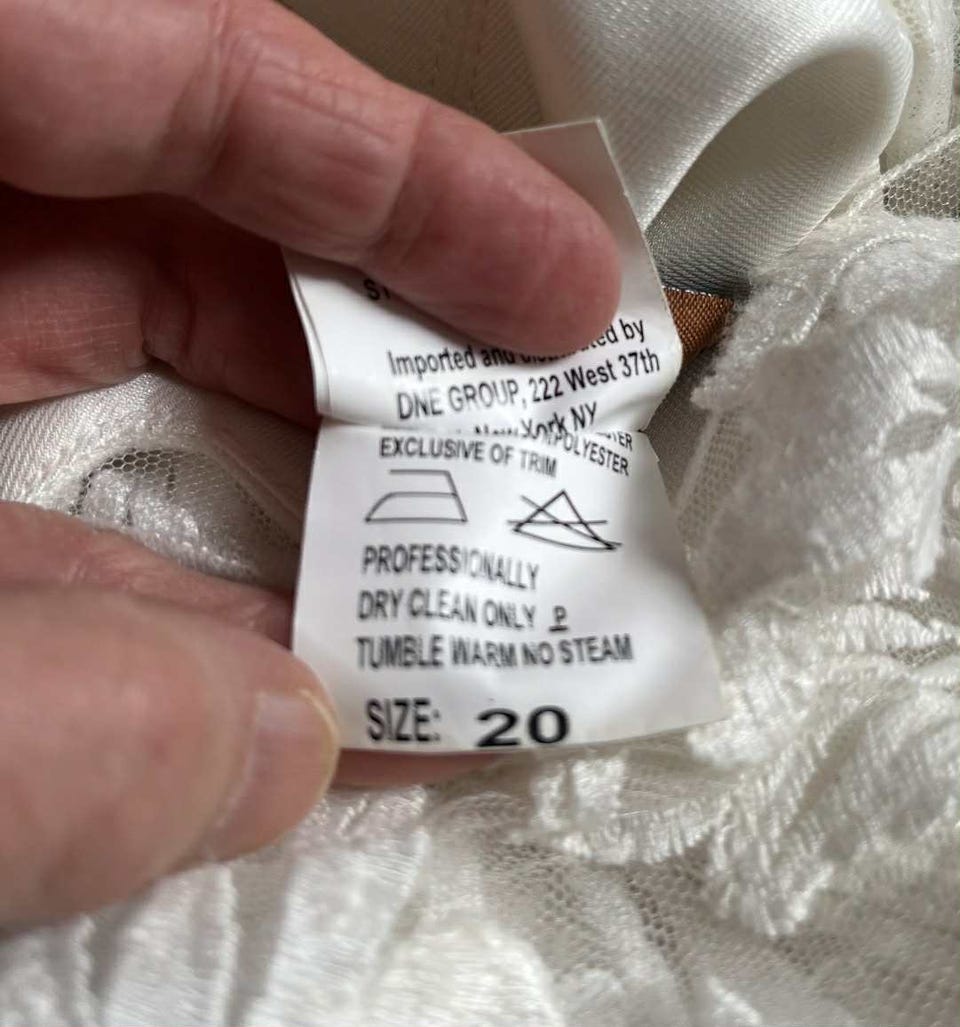 Imported and by
DNE GROUP, 222 West 37th
York NY
POLYESTER
EXCLUSIVE OF TRIM
PROFESSIONALLY
DRY CLEAN ONLY P
TUMBLE WARM NO STEAM
SIZE: 20